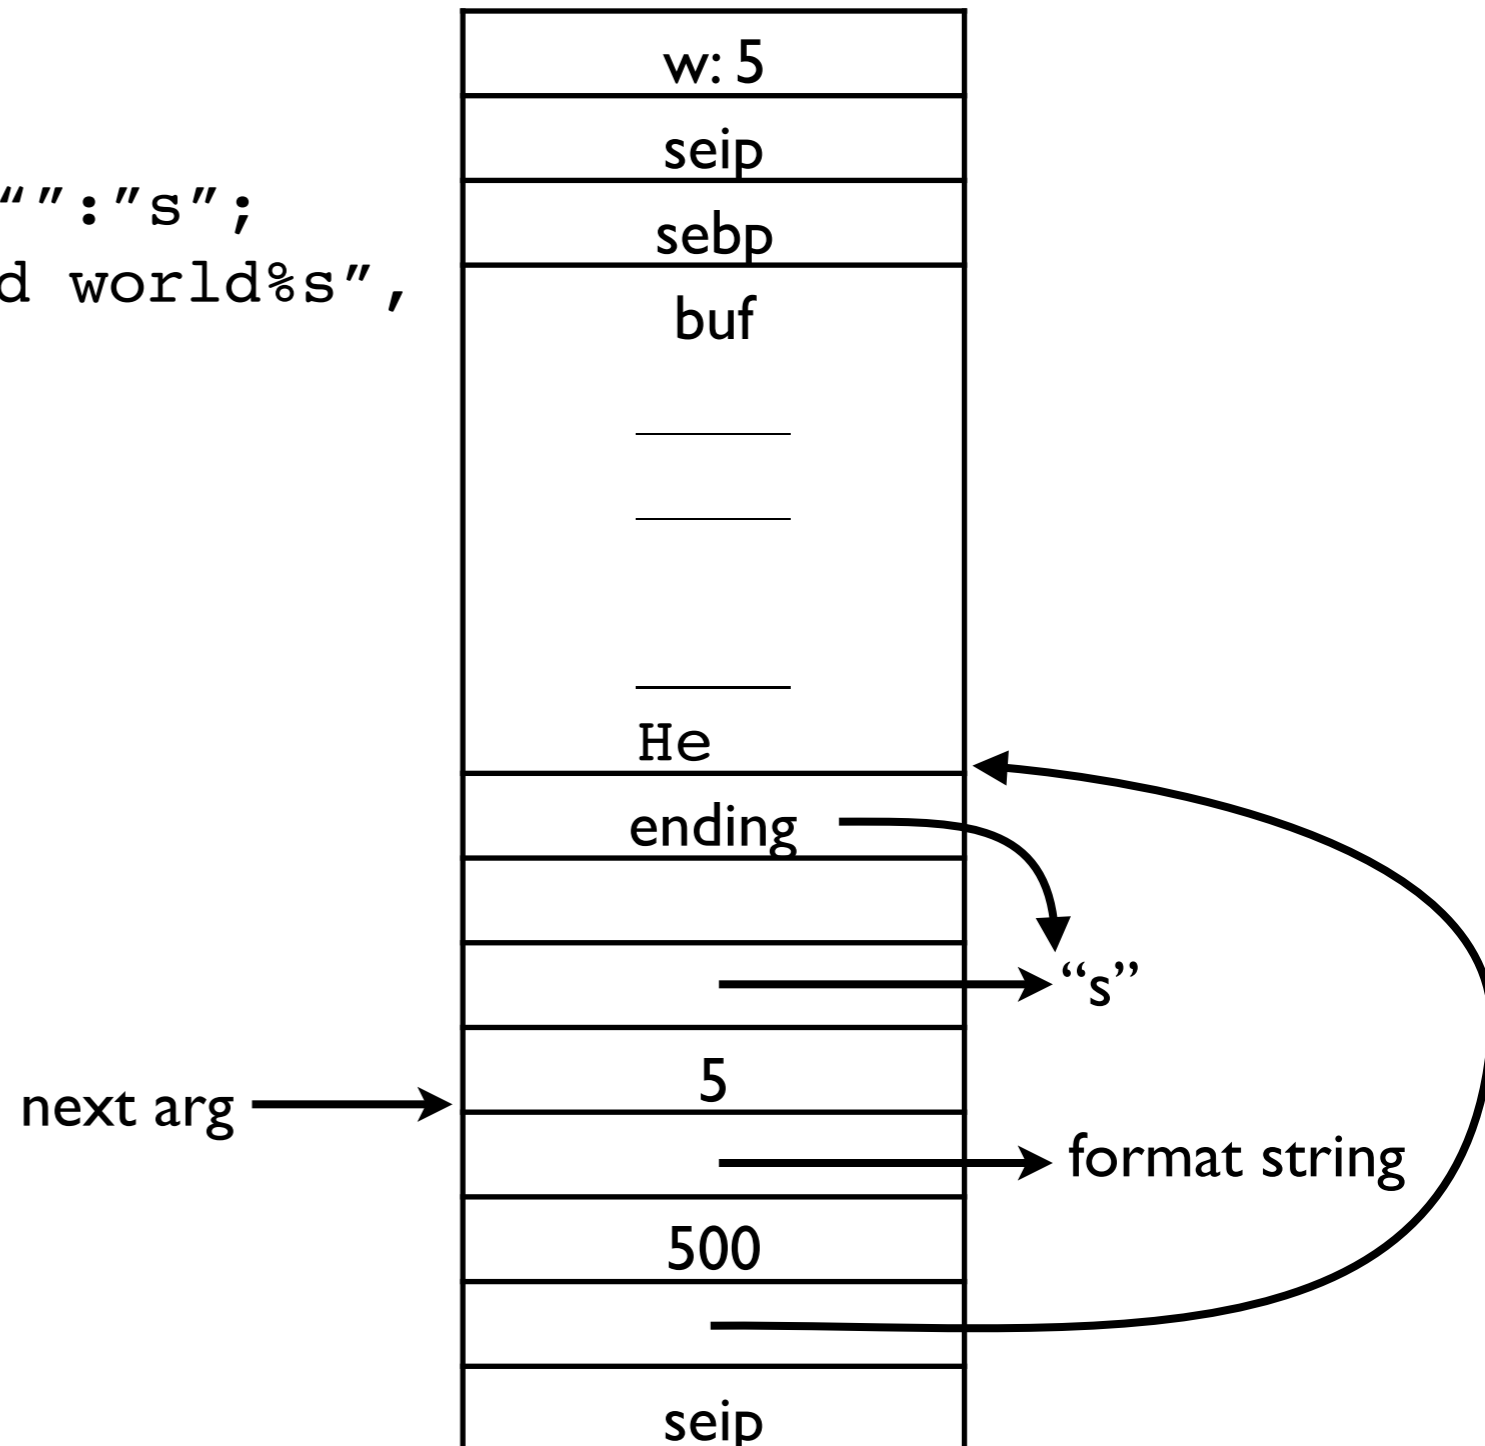 w: 5
seip
“”:”s”;
sebp
d world%s”,
buf
He
ending
“s”
5
next arg
format string
500
seip